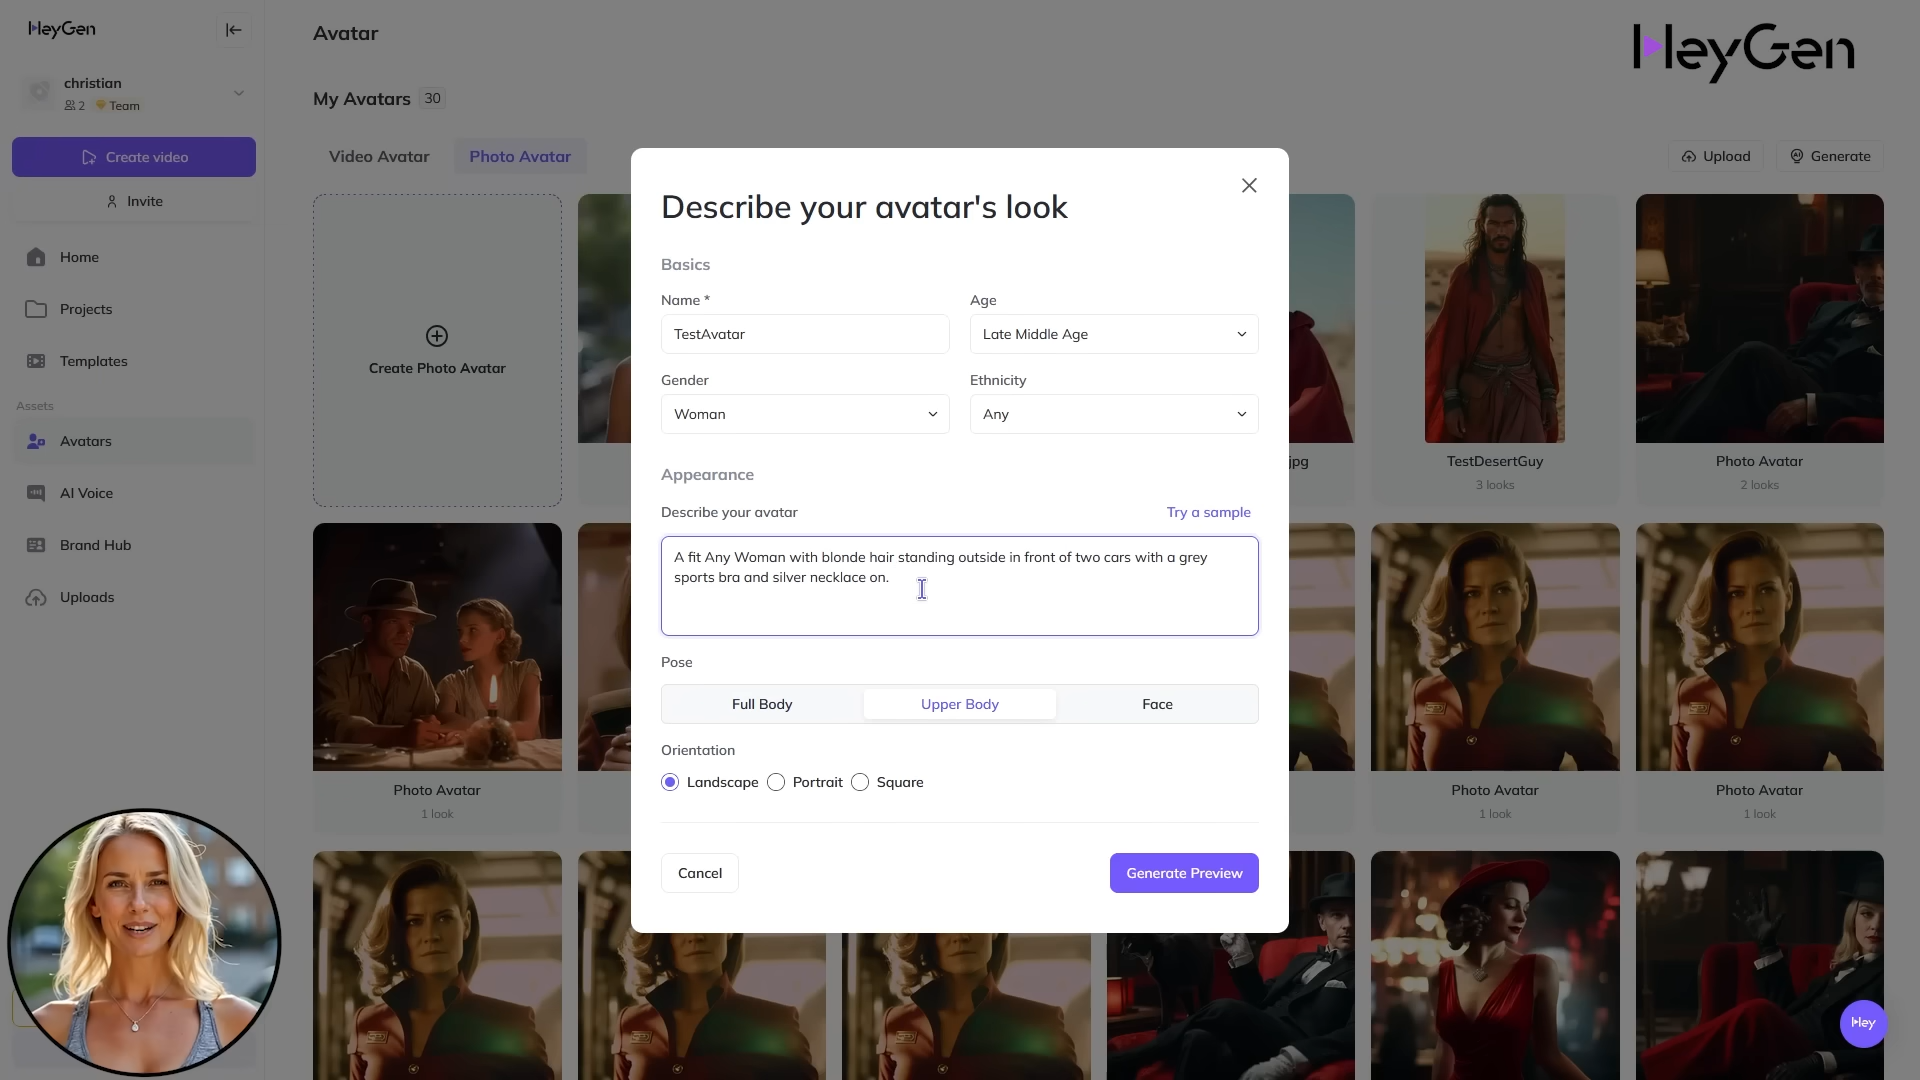 HeyGen
christian
2 Team
Create video
Invite
Home
Projects
Templates
Assets
Avatars
AI Voice
Brand Hub
Uploads
Avatar
HeyGen
My Avatars 30
Video Avatar
Photo Avatar
Upload
Generate
Create Photo Avatar
jpg
TestDesertGuy
3 looks
Photo Avatar
2 looks
Photo Avatar
1 look
Photo Avatar
1 look
Photo Avatar
1 look
Describe your avatar's look
Basics
Name *
Age
TestAvatar
Late Middle Age
Gender
Ethnicity
Woman
Any
Appearance
Describe your avatar
Try a sample
A fit Any Woman with blonde hair standing outside in front of two cars with a grey
sports bra and silver necklace on.
Pose
Full Body
Upper Body
Face
Orientation
Landscape
Portrait
Square
Cancel
Generate Preview
Hey